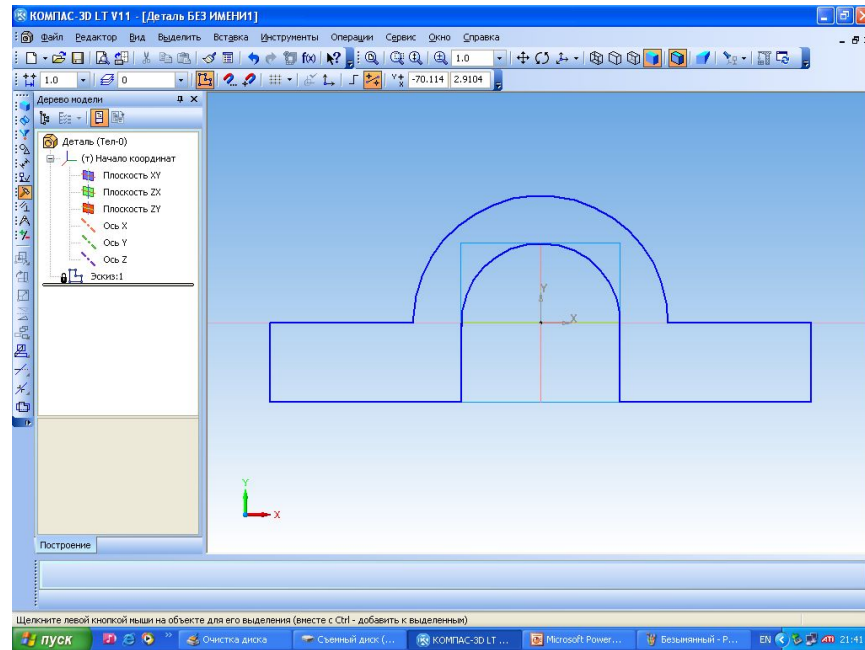 КОМПАС-3D LT V11 - [Деталь БЕЗ ИМЕНИ1]
Файл Редактор Вид Выделить Вставка Инструменты Операции Сервис Окно Справка
f(x) 1.0
1.0 0 -70.114 2.9104
Дерево модели
Деталь (Тел-0)
(т) Начало координат
Плоскость XY
Плоскость ZX
Плоскость ZY
Ось X
Ось Y
Ось Z
Эскиз:1
Y
X
Y
X
Построение
Щелкните левой кнопкой мыши на объекте для его выделения (вместе с Ctrl - добавить к выделенным)
пуск Очистка диска Съемный диск (... КОМПАС-3D LT ... Microsoft Power... Безымянный - P... EN 21:41